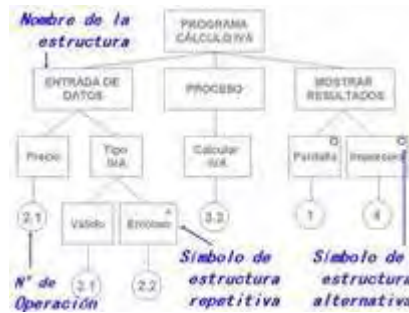 Nombre de la
estructura
PROGRAMA
CÁLCULO IVA
ENTRADA DE
DATOS
PROCESO
MOSTRAR
RESULTADOS
Precio
Tipo
IVA
Calcular
IVA
Pantalla
Impresora
2.1
Válido
Erróneo
3.2
1
4
2.1
2.2
Nº de
Operación
Símbolo de
estructura
repetitiva
Símbolo de
estructura
alternativa